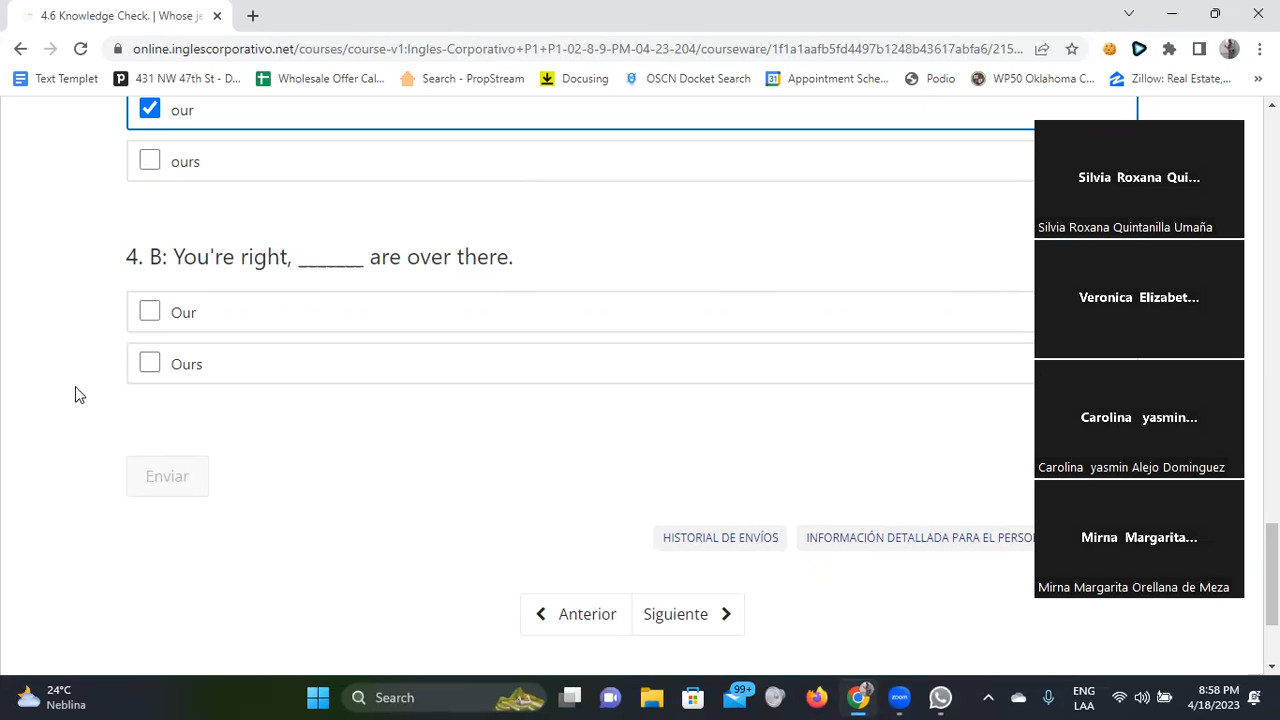 4.6 Knowledge Check. | Whose je
online.inglescorporativo.net/courses/course-v1:Ingles-Corporativo+P1+P1-02-8-9-PM-04-23-204/courseware/1f1a1aafb5fd4497b1248b43617abfa6/215...
Text Templet
431 NW 47th St - D...
Wholesale Offer Cal...
Search - PropStream
Docusing
OSCN Docket Search
Appointment Sche...
Podio
WP50 Oklahoma C...
Zillow: Real Estate,...
our
ours
4. B: You're right, _______ are over there.
Our
Ours
Enviar
HISTORIAL DE ENVÍOS
INFORMACIÓN DETALLADA PARA EL PERSO
Anterior
Siguiente
Silvia Roxana Qui...
Silvia Roxana Quintanilla Umaña
Veronica Elizabet...
Carolina yasmin...
Carolina yasmin Alejo Dominguez
Mirna Margarita...
Mirna Margarita Orellana de Meza
24°C
Neblina
Search
99+
ENG
LAA
8:58 PM
4/18/2023